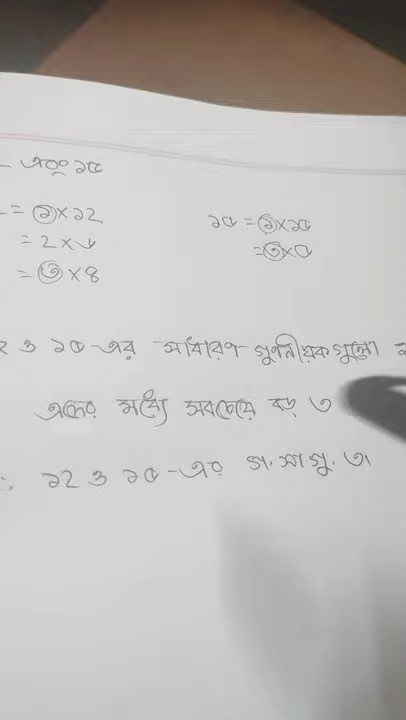 এবং ১৫
= ১ × ১২
= ২ × ৬
= ৩ × ৪
১৫ = ১ × ১৫
= ৩ × ৫
২ ও ১৫ -এর সাধারণ গুণনীয়কগুলো
এদের মধ্যে সবচেয়ে বড় ৩
∴ ১২ ও ১৫ -এর গ. সা. গু. ৩।